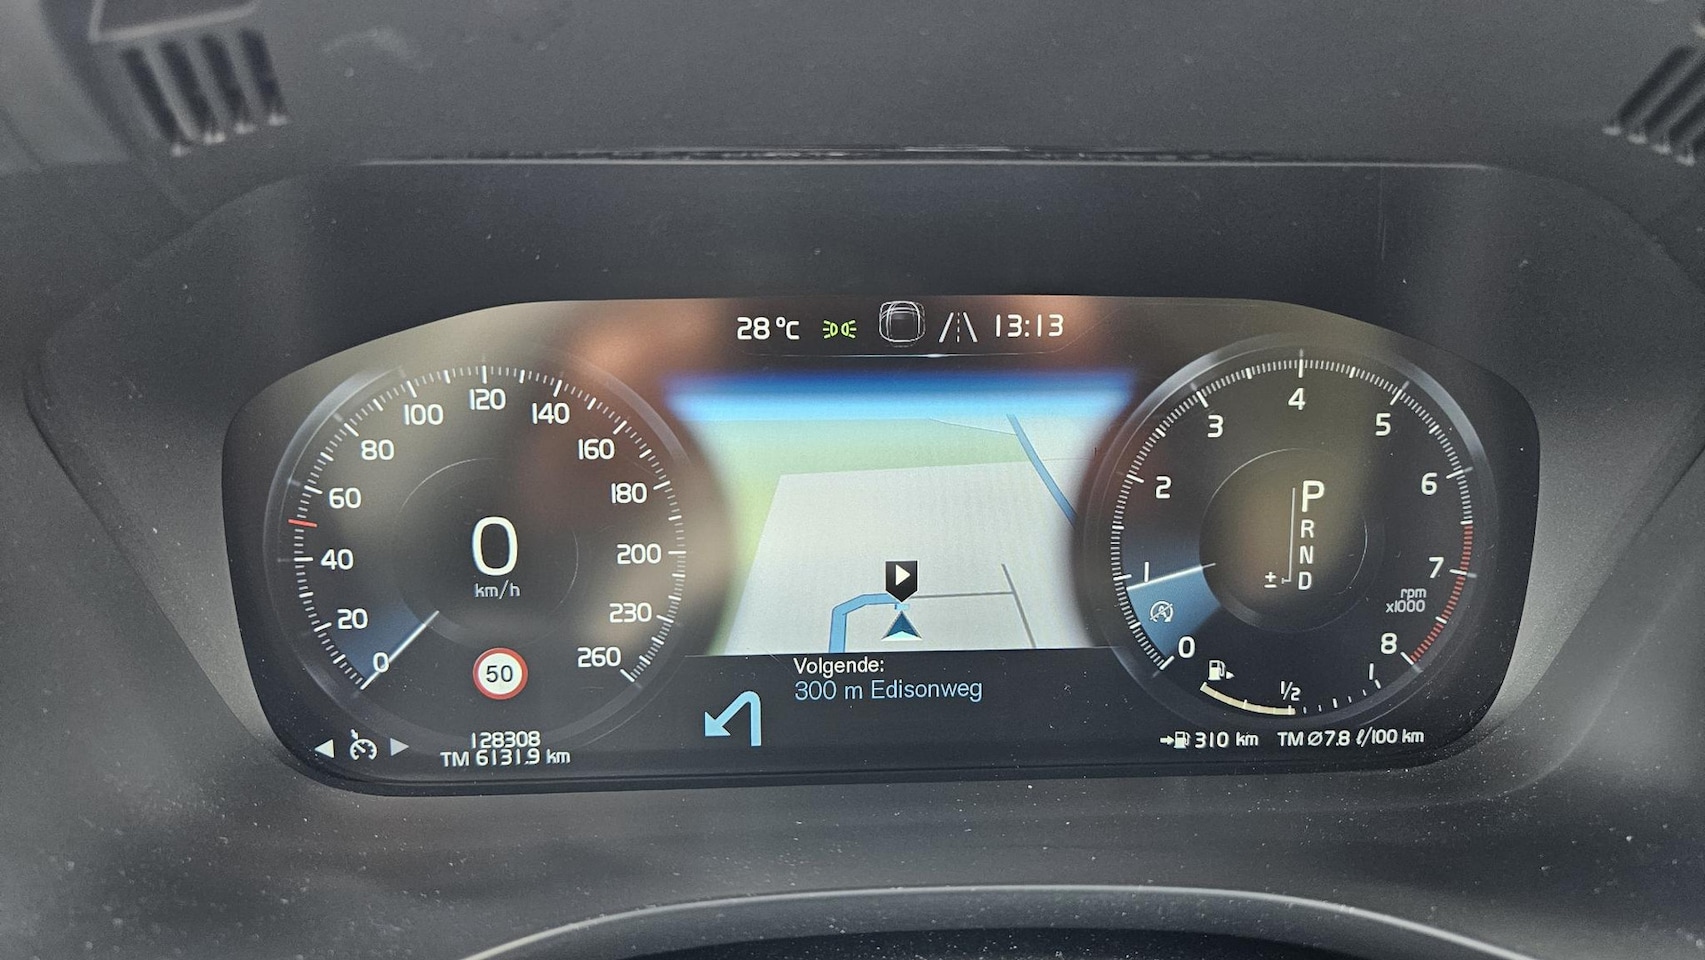 28 °C 13:13
0 20 40 60 80 100 120 140 160 180 200 230 260
0
km/h
50
128308
TM 6131.9 km
Volgende:
300 m Edisonweg
0 1 2 3 4 5 6 7 8
rpm
x1000
P
R
N
± D
1/2 1
310 km TM Ø7.8 ℓ/100 km